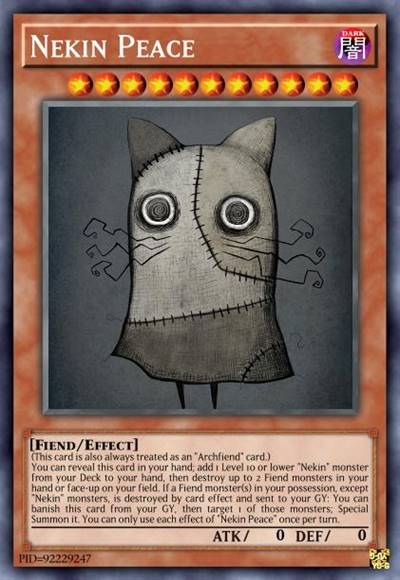 Nekin Peace
DARK
闇
[Fiend/Effect]
(This card is also always treated as an "Archfiend" card.)
You can reveal this card in your hand; add 1 Level 10 or lower "Nekin" monster
from your Deck to your hand, then destroy up to 2 Fiend monsters in your
hand or face-up on your field. If a Fiend monster(s) in your possession, except
"Nekin" monsters, is destroyed by card effect and sent to your GY: You can
banish this card from your GY, then target 1 of those monsters; Special
Summon it. You can only use each effect of "Nekin Peace" once per turn.
ATK/ 0 DEF/ 0
PID=92229247